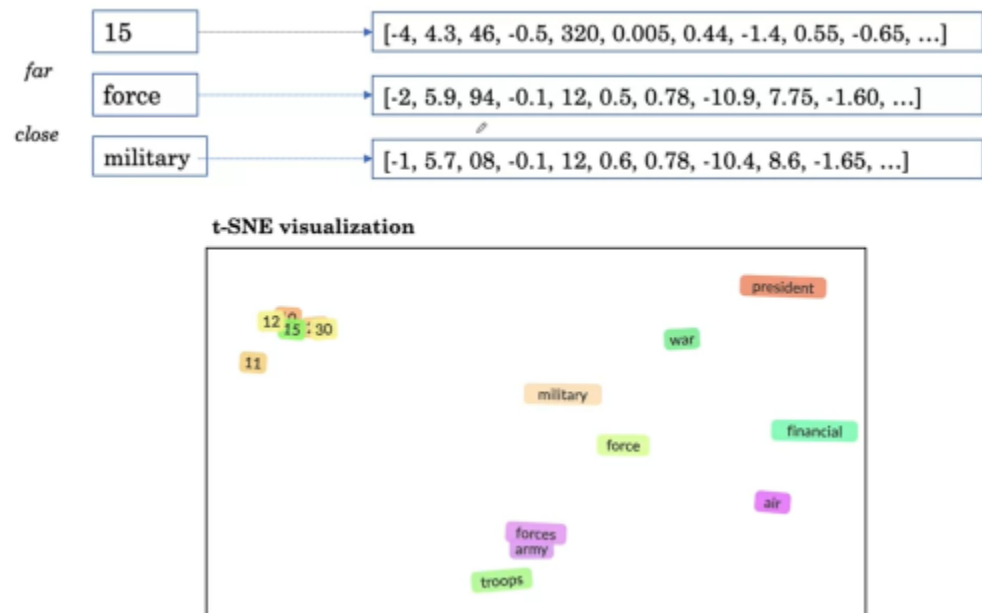 15
[-4, 4.3, 46, -0.5, 320, 0.005, 0.44, -1.4, 0.55, -0.65, ...]
far
force
[-2, 5.9, 94, -0.1, 12, 0.5, 0.78, -10.9, 7.75, -1.60, ...]
close
military
[-1, 5.7, 08, -0.1, 12, 0.6, 0.78, -10.4, 8.6, -1.65, ...]
t-SNE visualization
president
12
15
30
war
11
military
financial
force
air
forces
army
troops